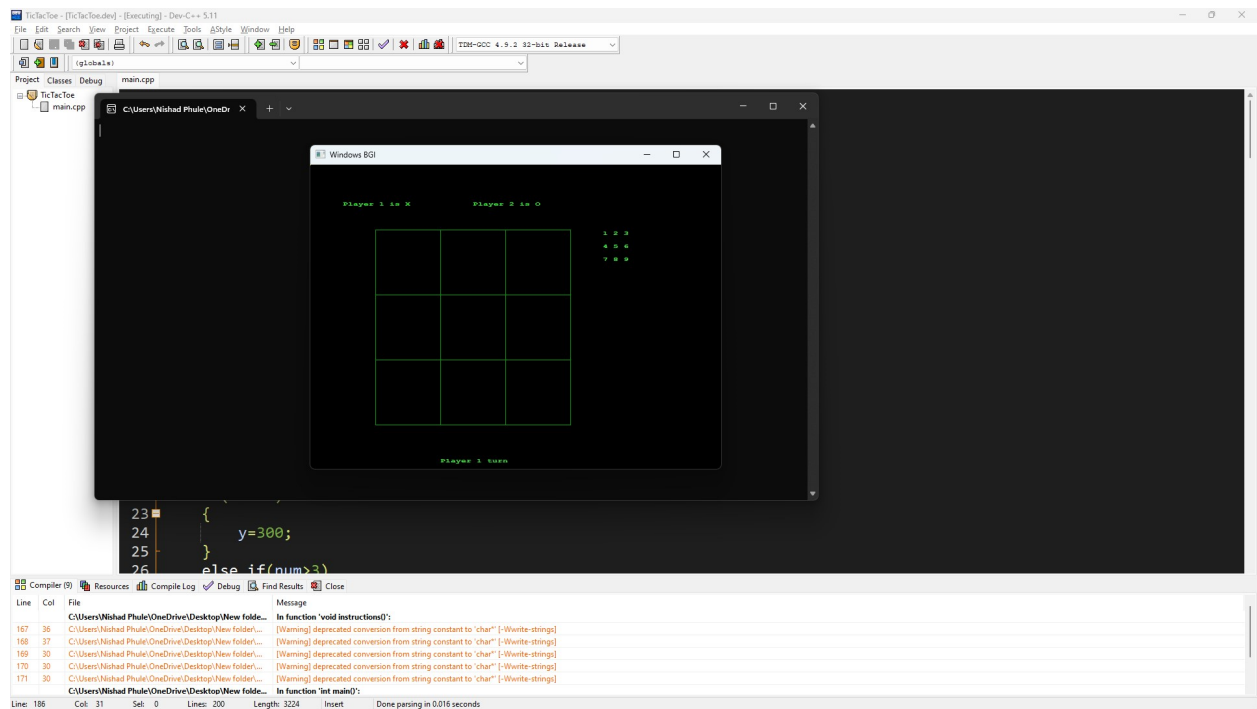 TicTacToe - [TicTacToe.dev] - [Executing] - Dev-C++ 5.11
File Edit Search View Project Execute Tools AStyle Window Help
TDM-GCC 4.9.2 32-bit Release
(globals)
Project Classes Debug main.cpp
TicTacToe
main.cpp
C:\Users\Nishad Phule\OneDr
Windows BGI
Player 1 is X Player 2 is O
1 2 3
4 5 6
7 8 9
Player 1 turn
23 {
24 y=300;
25 }
26 else if(num>3)
Compiler (9) Resources Compile Log Debug Find Results Close
Line Col File Message
C:\Users\Nishad Phule\OneDrive\Desktop\New folde... In function 'void instructions()':
167 36 C:\Users\Nishad Phule\OneDrive\Desktop\New folder\... [Warning] deprecated conversion from string constant to 'char*' [-Wwrite-strings]
168 37 C:\Users\Nishad Phule\OneDrive\Desktop\New folder\... [Warning] deprecated conversion from string constant to 'char*' [-Wwrite-strings]
169 30 C:\Users\Nishad Phule\OneDrive\Desktop\New folder\... [Warning] deprecated conversion from string constant to 'char*' [-Wwrite-strings]
170 30 C:\Users\Nishad Phule\OneDrive\Desktop\New folder\... [Warning] deprecated conversion from string constant to 'char*' [-Wwrite-strings]
171 30 C:\Users\Nishad Phule\OneDrive\Desktop\New folder\... [Warning] deprecated conversion from string constant to 'char*' [-Wwrite-strings]
C:\Users\Nishad Phule\OneDrive\Desktop\New folde... In function 'int main()':
Line: 186 Col: 31 Sel: 0 Lines: 200 Length: 3224 Insert Done parsing in 0.016 seconds